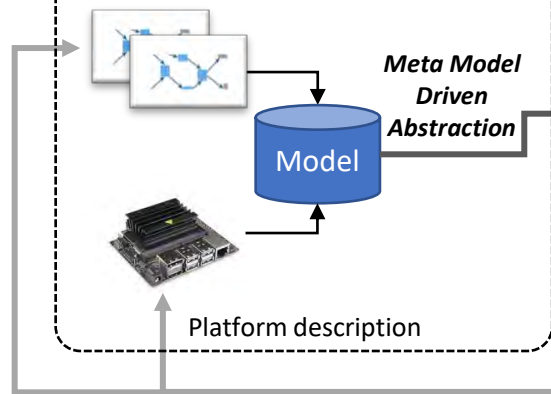 Meta Model
Driven
Abstraction
Model
Platform description